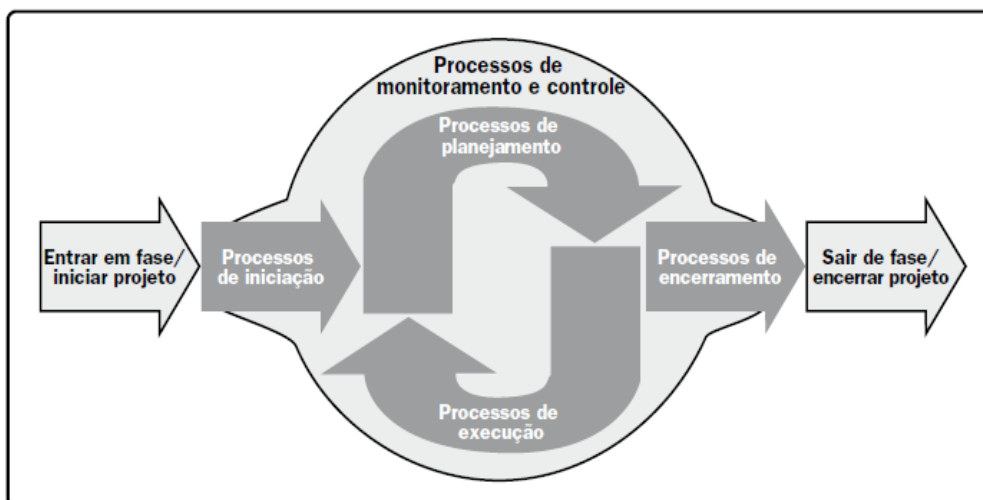 Processos de
monitoramento e controle
Processos de
planejamento
Entrar em fase/
iniciar projeto
Processos
de iniciação
Processos de
encerramento
Sair de fase/
encerrar projeto
Processos de
execução